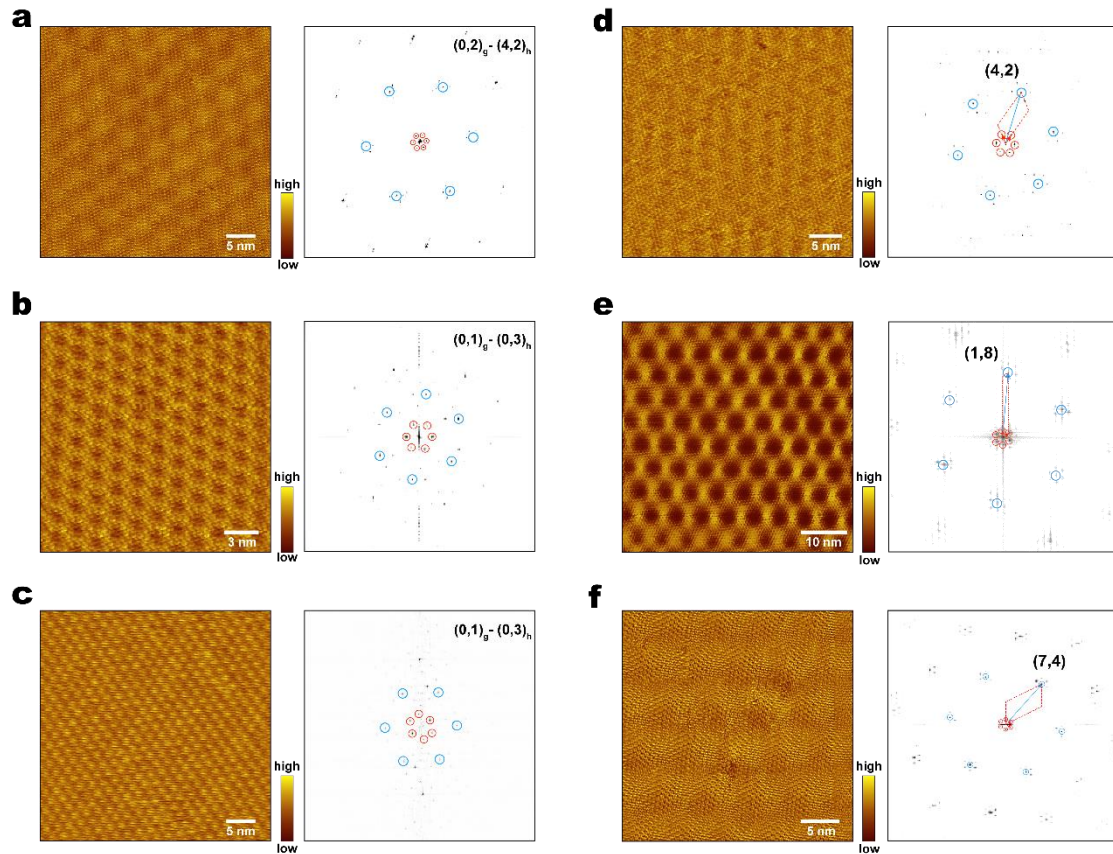 a
(0,2)g- (4,2)h
high
low
5 nm
b
(0,1)g- (0,3)h
high
low
3 nm
c
(0,1)g- (0,3)h
high
low
5 nm
d
(4,2)
high
low
5 nm
e
(1,8)
high
low
10 nm
f
(7,4)
high
low
5 nm